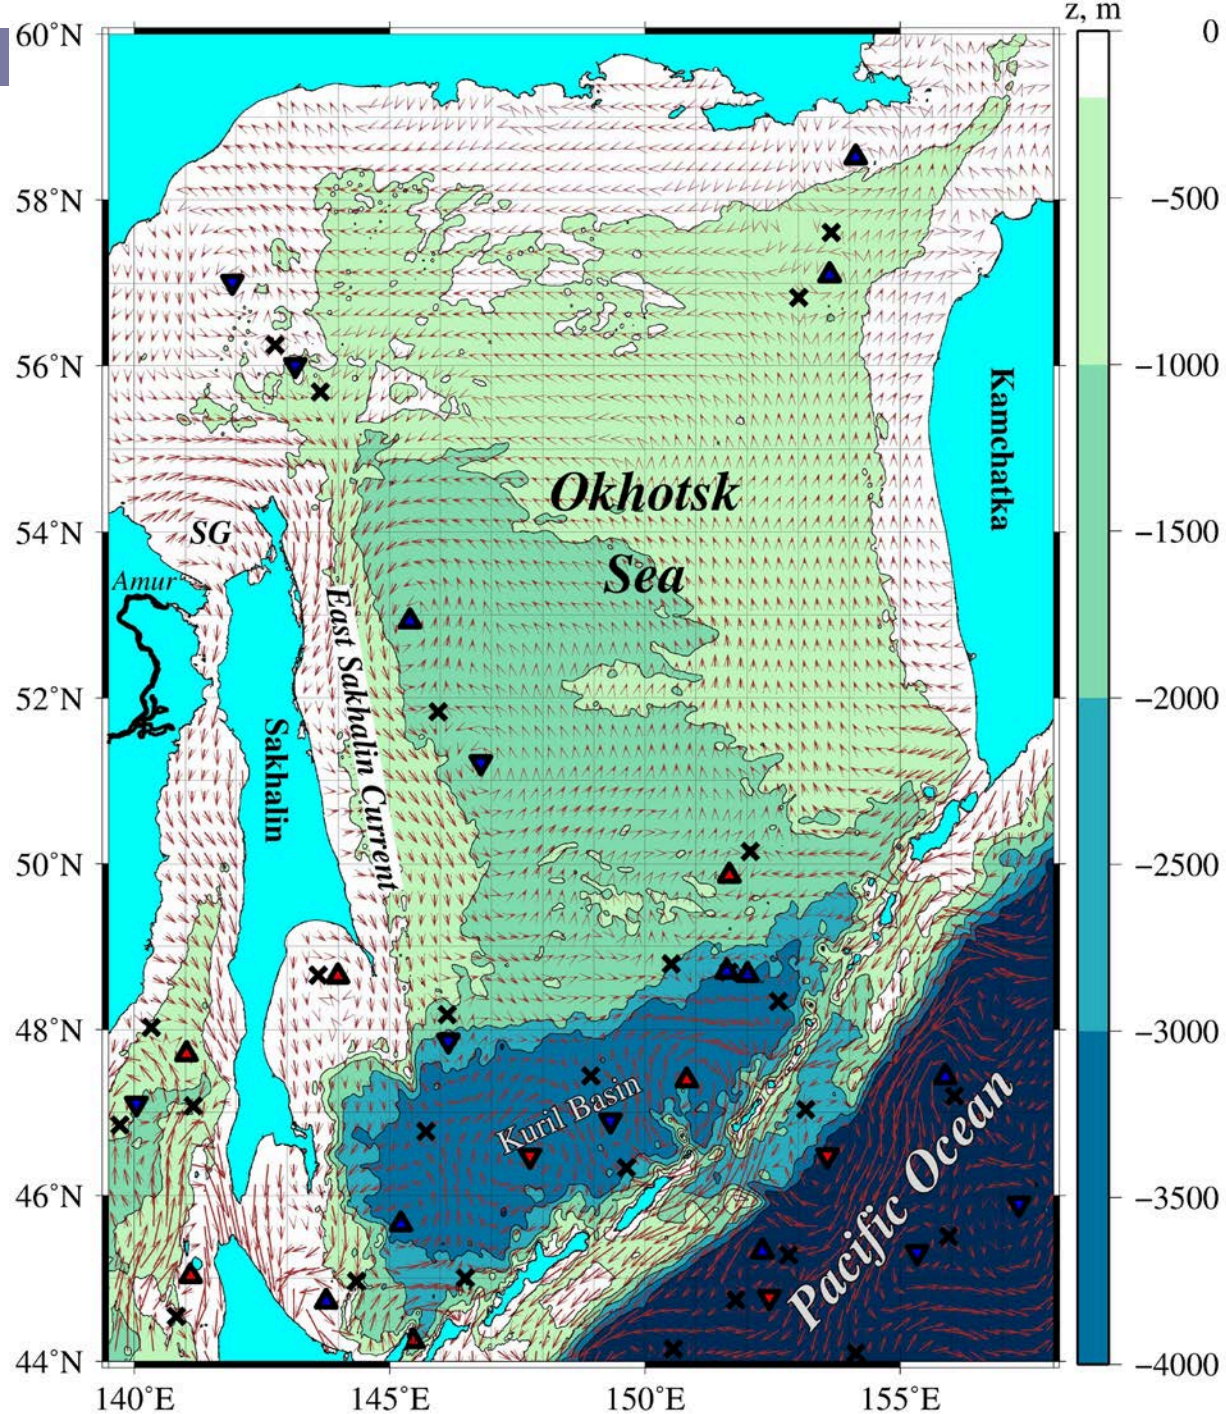 z, m
60°N
58°N
56°N
54°N
52°N
50°N
48°N
46°N
44°N
140°E
145°E
150°E
155°E
0
−500
−1000
−1500
−2000
−2500
−3000
−3500
−4000
Okhotsk
Sea
Kamchatka
SG
Amur
Sakhalin
East Sakhalin Current
Kuril Basin
Pacific Ocean